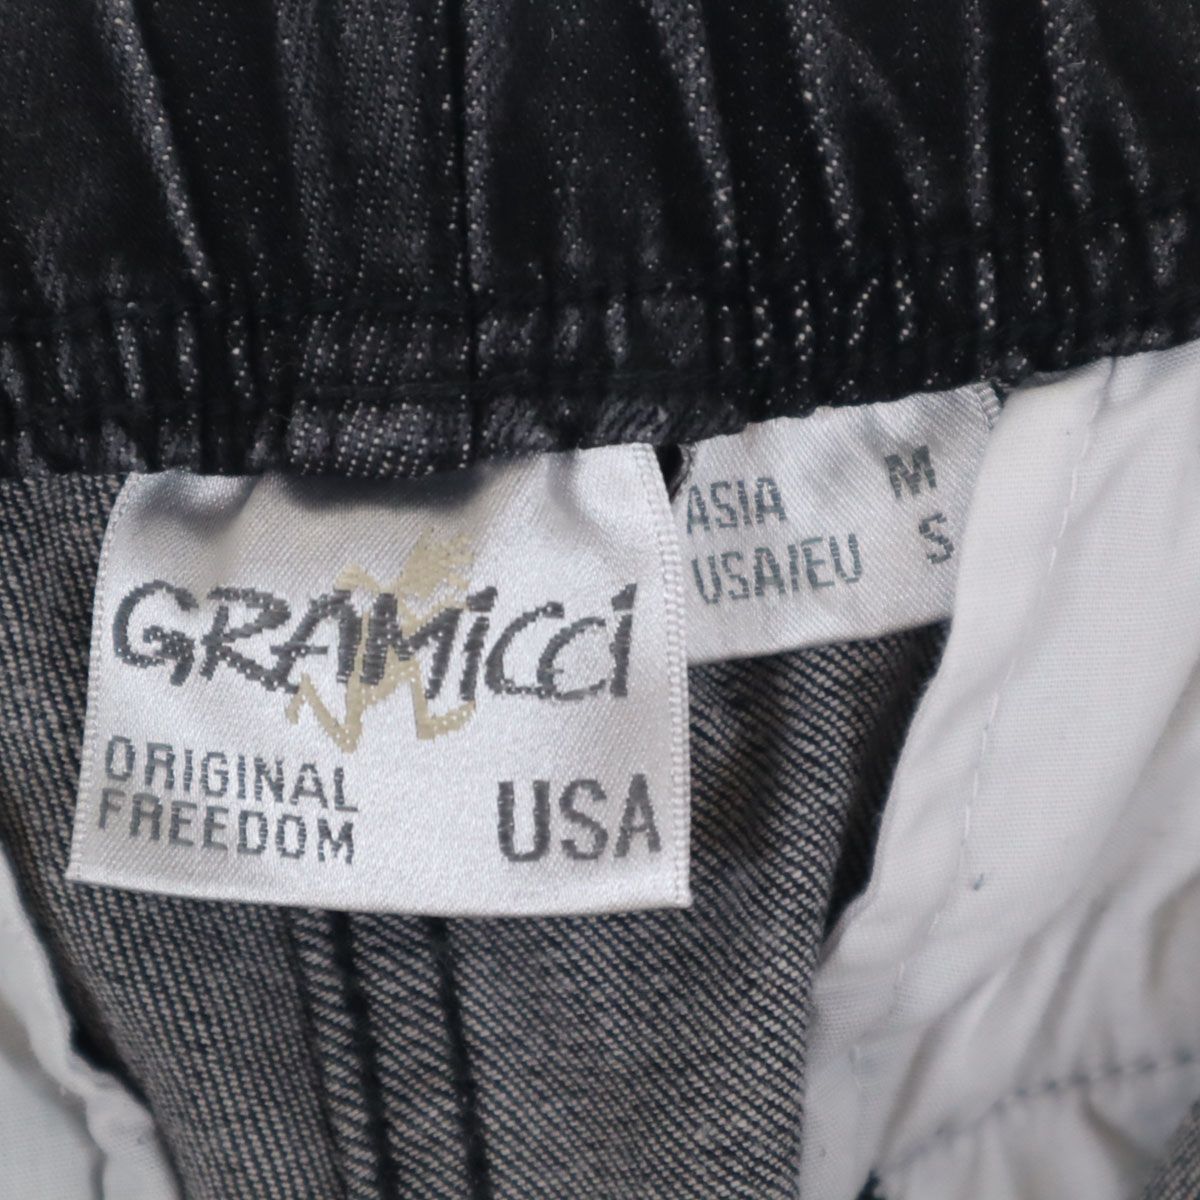 GRAMiCCi
ORIGINAL
FREEDOM
USA
ASIA M
USA/EU S